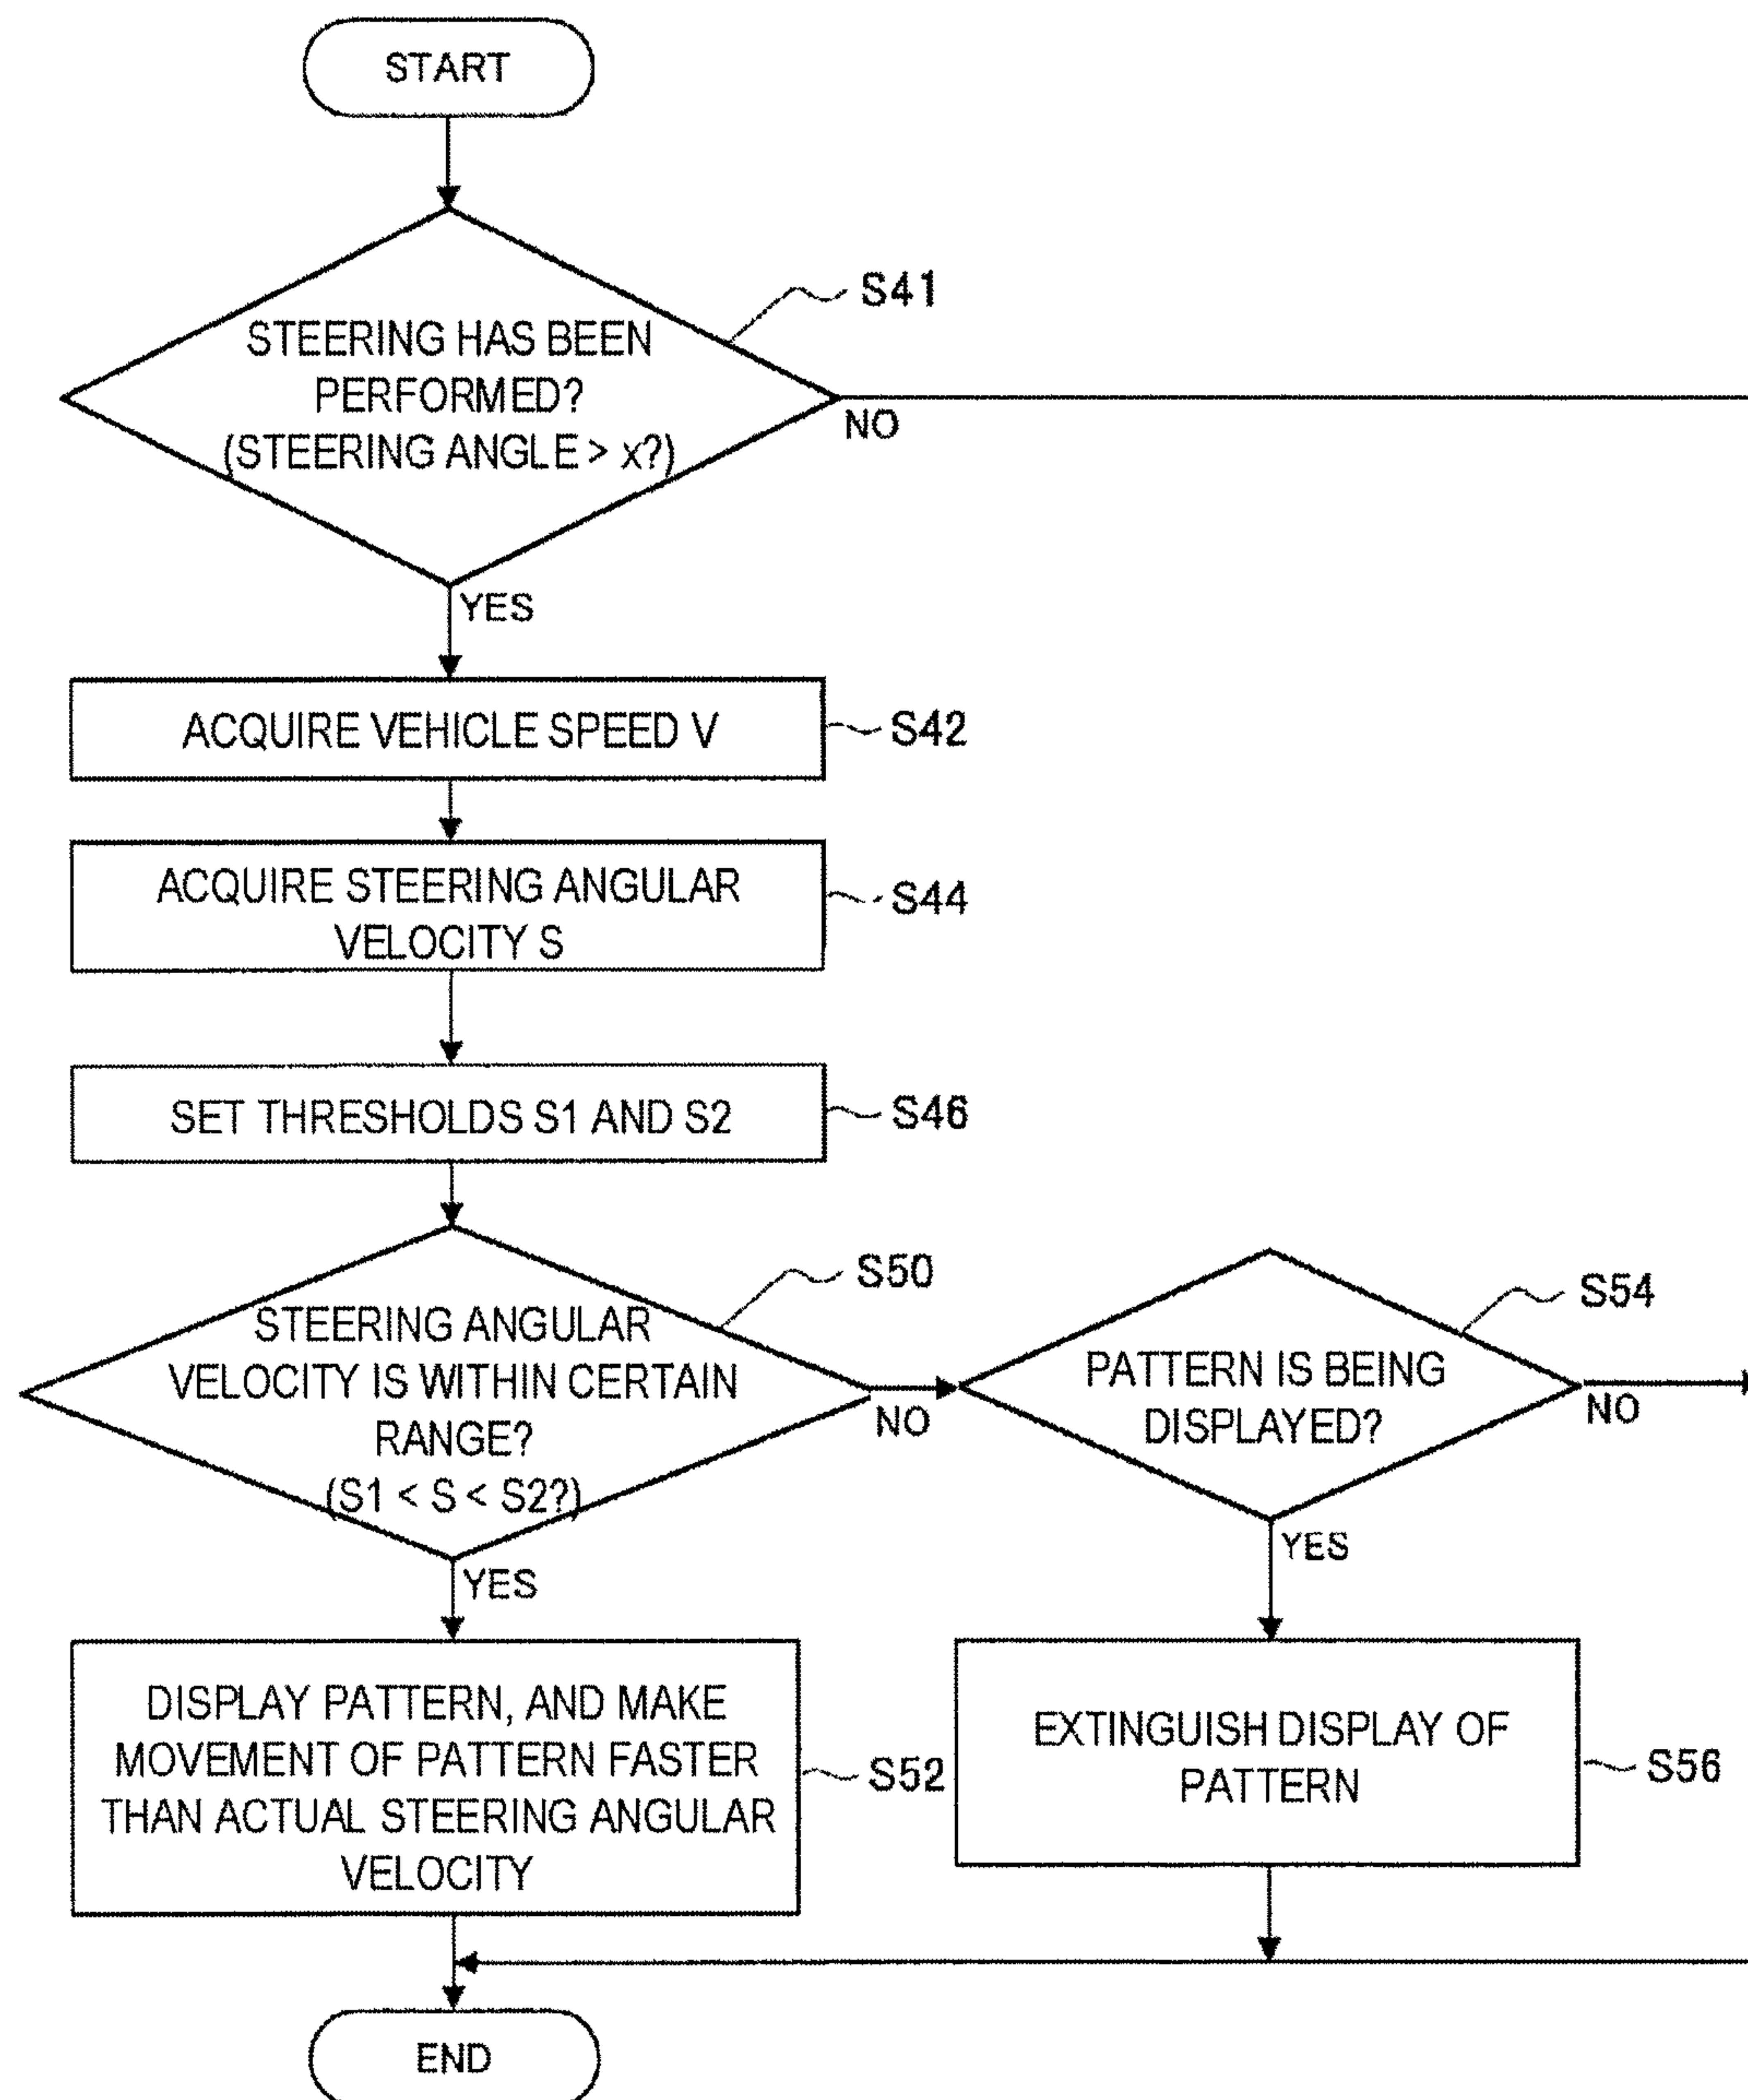 START
S41
STEERING HAS BEEN
PERFORMED?
(STEERING ANGLE > x?)
NO
YES
ACQUIRE VEHICLE SPEED V
S42
ACQUIRE STEERING ANGULAR
VELOCITY S
S44
SET THRESHOLDS S1 AND S2
S46
S50
STEERING ANGULAR
VELOCITY IS WITHIN CERTAIN
RANGE?
(S1 < S < S2?)
NO
YES
S54
PATTERN IS BEING
DISPLAYED?
NO
YES
DISPLAY PATTERN, AND MAKE
MOVEMENT OF PATTERN FASTER
THAN ACTUAL STEERING ANGULAR
VELOCITY
S52
EXTINGUISH DISPLAY OF
PATTERN
S56
END